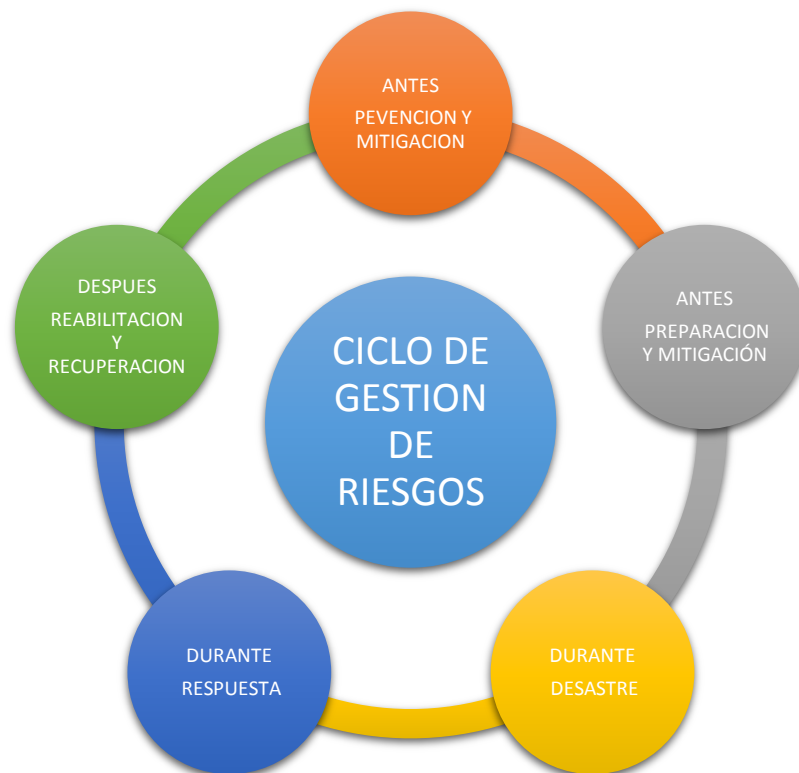 ANTES
PEVENCION Y
MITIGACION
ANTES
PREPARACION
Y MITIGACIÓN
DURANTE
DESASTRE
DURANTE
RESPUESTA
DESPUES
REABILITACION
Y
RECUPERACION
CICLO DE
GESTION
DE
RIESGOS